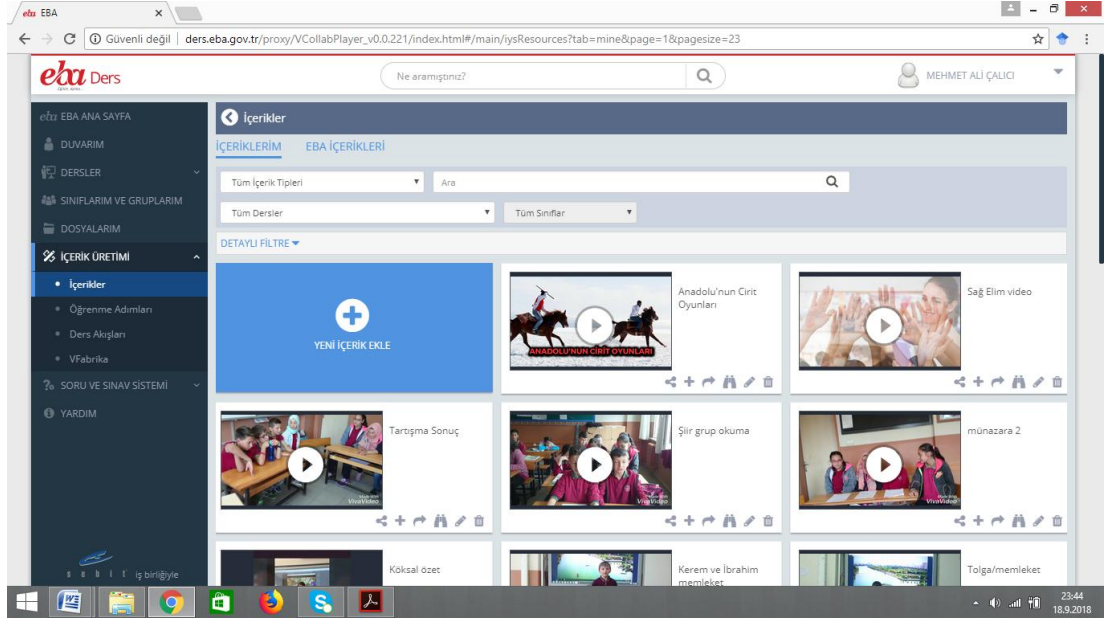 eba EBA
Güvenli değil | ders.eba.gov.tr/proxy/VCollabPlayer_v0.0.221/index.html#/main/iysResources?tab=mine&page=1&pagesize=23
eba Ders
Ne aramıştınız?
MEHMET ALİ ÇALICI
eba EBA ANA SAYFA
DUVARIM
DERSLER
SINIFLARIM VE GRUPLARIM
DOSYALARIM
İÇERİK ÜRETİMİ
İçerikler
Öğrenme Adımları
Ders Akışları
VFabrika
SORU VE SINAV SİSTEMİ
YARDIM
sebit iş birliğiyle
İçerikler
İÇERİKLERİM EBA İÇERİKLERİ
Tüm İçerik Tipleri Ara
Tüm Dersler Tüm Sınıflar
DETAYLI FİLTRE
YENİ İÇERİK EKLE
ANADOLU'NUN CİRİT OYUNLARI
Anadolu'nun Cirit
Oyunları
Sağ Elim video
VivaVideo
Tartışma Sonuç
VivaVideo
Şiir grup okuma
VivaVideo
münazara 2
Köksal özet
Kerem ve İbrahim
memleket
Tolga/memleket
23:44
18.9.2018